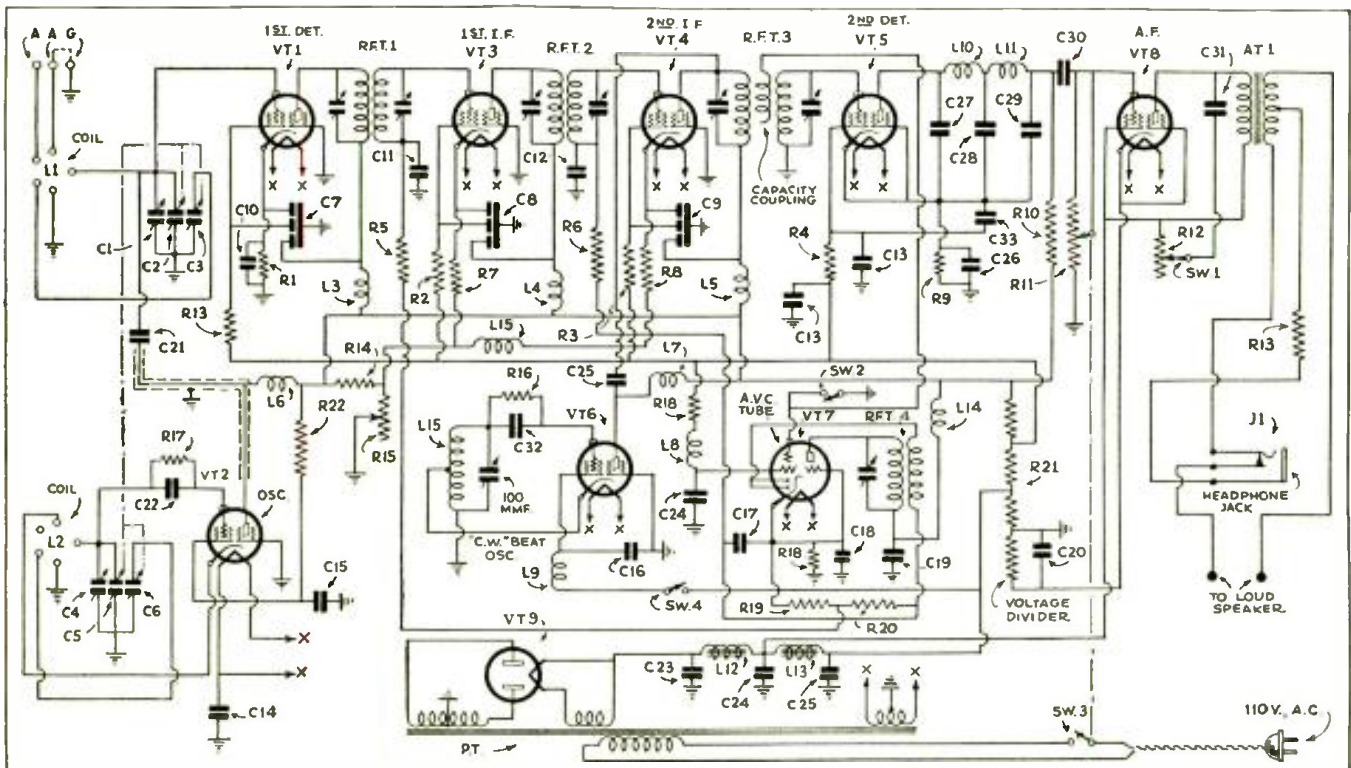 A A G
1ST. DET.
VT1
R.F.T.1
1ST. I.F.
VT3
R.F.T.2
2ND. I.F
VT4
R.F.T.3
2ND. DET.
VT5
L10
L11
C30
A.F.
VT8
C31
AT1
COIL
L1
C1
C2
C3
C10
C7
R1
C11
R5
L3
C12
C8
R2
R7
R6
L4
C9
R8
R3
L5
CAPACITY
COUPLING
R4
C13
C13
C27
C28
C29
C33
C26
R9
R10
R11
R12
SW.1
R13
X X
X X
X X
X X
R13
C21
L6
R14
L15
R22
R15
R17
C22
VT2
OSC.
COIL
L2
C4
C5
C6
C15
C14
X
X
C25
L7
R16
VT6
C32
L15
100
MMF.
"C.W." BEAT
OSC.
X X
C16
L9
SW.4
R18
L8
C24
SW.2
A.V.C.
TUBE
VT7
RFT.4
L14
C17
R18
C18
C19
R19
R20
R21
C20
VOLTAGE
DIVIDER
J1
HEADPHONE
JACK
TO LOUD
SPEAKER
VT9
C23
L12
C24
L13
C25
X X
P.T.
SW.3
110 V. A.C.